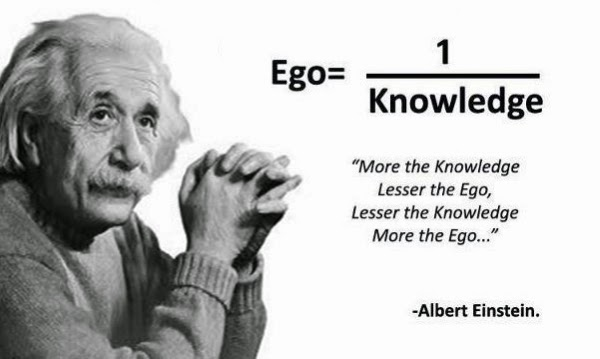 Ego= 1
Knowledge
“More the Knowledge
Lesser the Ego,
Lesser the Knowledge
More the Ego...”
-Albert Einstein.